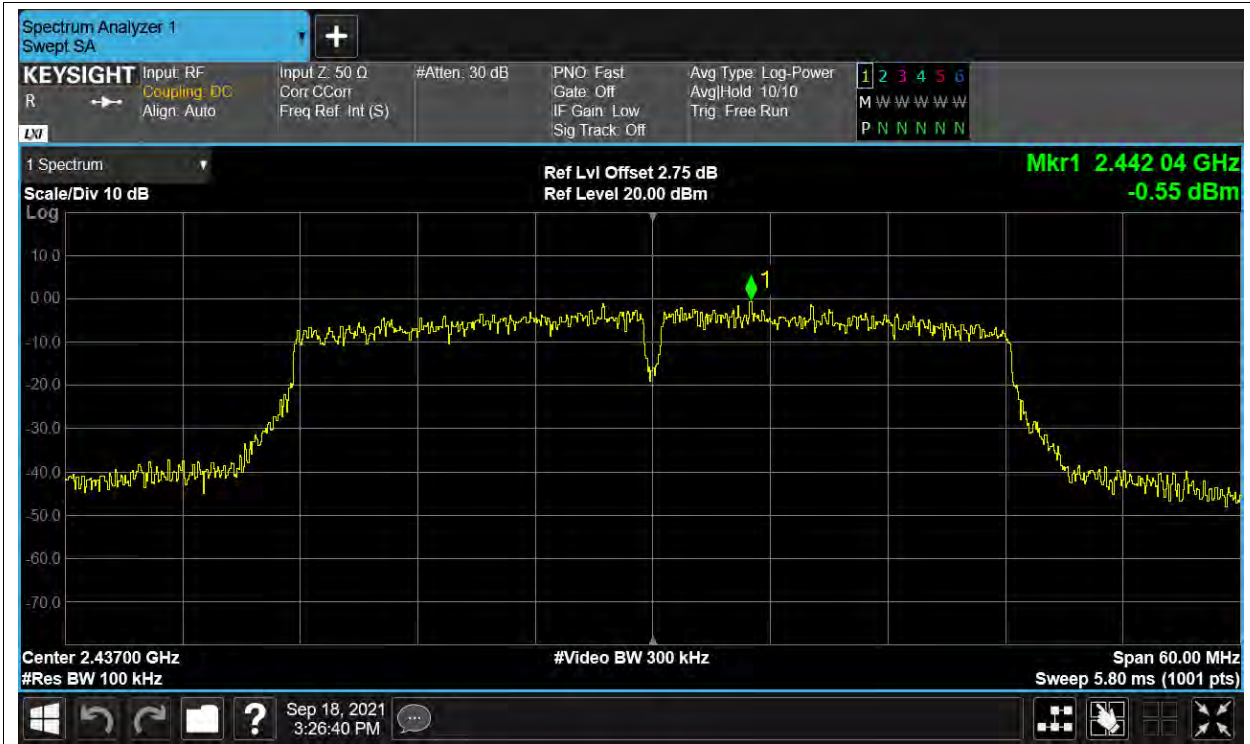 Spectrum Analyzer 1
Swept SA
KEYSIGHT
R
LXI
Input: RF
Coupling: DC
Align: Auto
Input Z: 50 Ω
Corr CCorr
Freq Ref: Int (S)
#Atten: 30 dB
PNO: Fast
Gate: Off
IF Gain: Low
Sig Track: Off
Avg Type: Log-Power
Avg|Hold: 10/10
Trig: Free Run
1 2 3 4 5 6
M W W W W W
P N N N N N
1 Spectrum
Scale/Div 10 dB
Ref Lvl Offset 2.75 dB
Ref Level 20.00 dBm
Mkr1 2.442 04 GHz
-0.55 dBm
Log
10.0
0.00
-10.0
-20.0
-30.0
-40.0
-50.0
-60.0
-70.0
1
Center 2.43700 GHz
#Res BW 100 kHz
#Video BW 300 kHz
Span 60.00 MHz
Sweep 5.80 ms (1001 pts)
?
Sep 18, 2021
3:26:40 PM